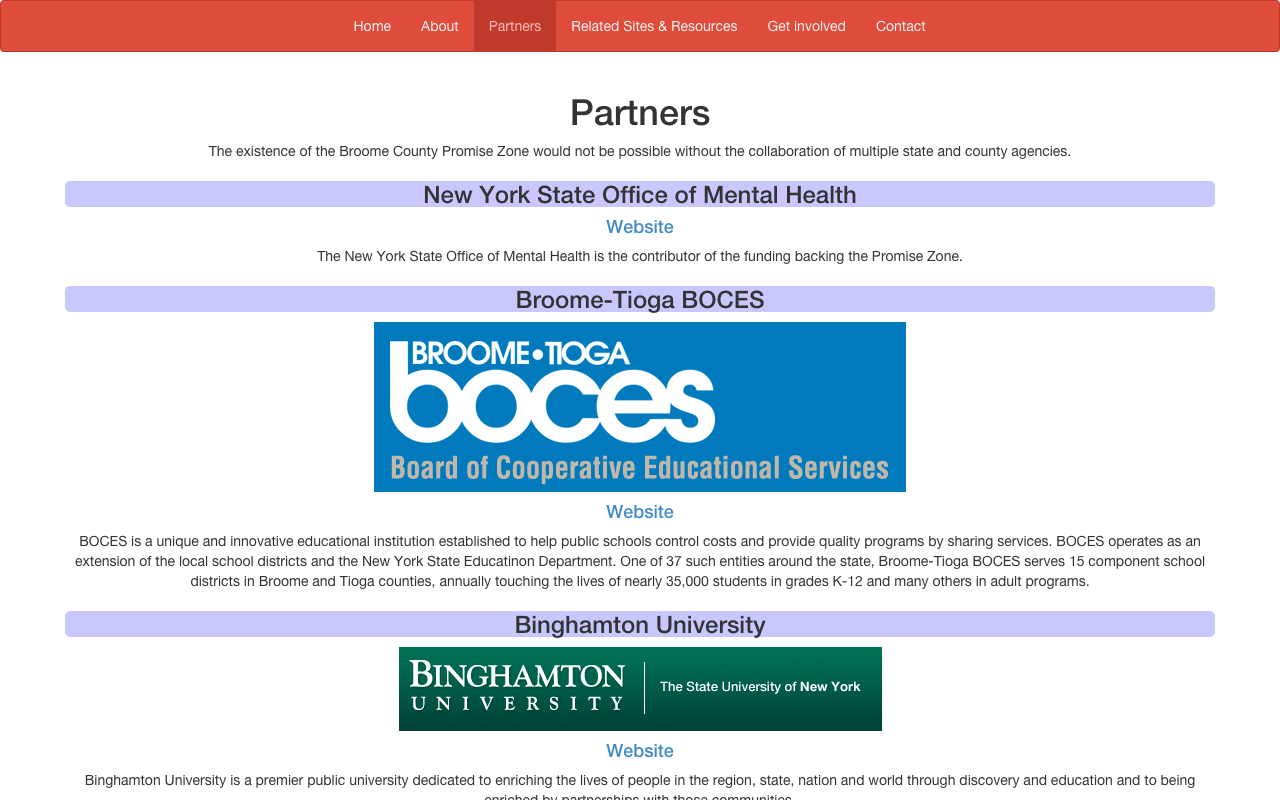 Home About Partners Related Sites & Resources Get involved Contact
Partners
The existence of the Broome County Promise Zone would not be possible without the collaboration of multiple state and county agencies.
New York State Office of Mental Health
Website
The New York State Office of Mental Health is the contributor of the funding backing the Promise Zone.
Broome-Tioga BOCES
BROOME•TIOGA
boces
Board of Cooperative Educational Services
Website
BOCES is a unique and innovative educational institution established to help public schools control costs and provide quality programs by sharing services. BOCES operates as an
extension of the local school districts and the New York State Educatinon Department. One of 37 such entities around the state, Broome-Tioga BOCES serves 15 component school
districts in Broome and Tioga counties, annually touching the lives of nearly 35,000 students in grades K-12 and many others in adult programs.
Binghamton University
BINGHAMTON
UNIVERSITY
The State University of New York
Website
Binghamton University is a premier public university dedicated to enriching the lives of people in the region, state, nation and world through discovery and education and to being
enriched by partnerships with those communities.